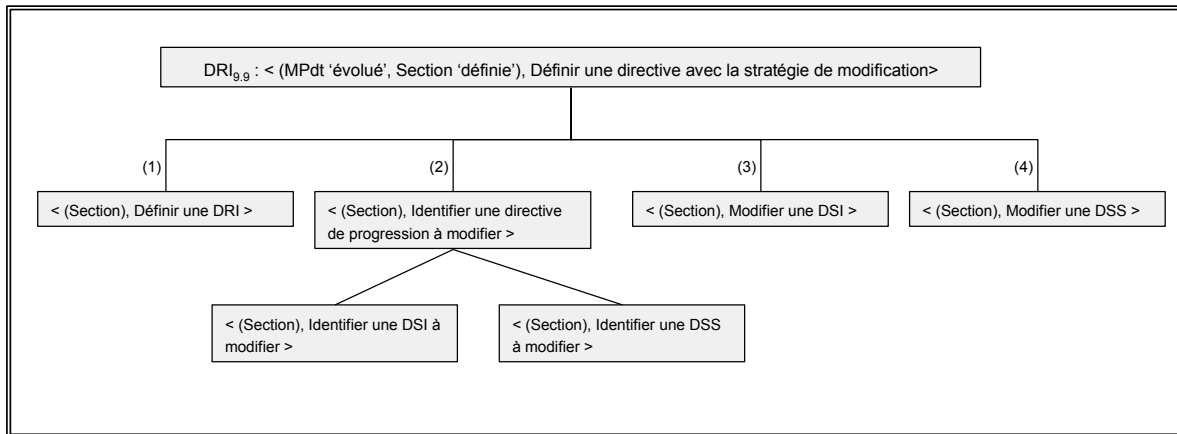 DRI9.9 : < (MPdt ‘évolué’, Section ‘définie’), Définir une directive avec la stratégie de modification>
(1)
(2)
(3)
(4)
< (Section), Définir une DRI >
< (Section), Identifier une directive
de progression à modifier >
< (Section), Modifier une DSI >
< (Section), Modifier une DSS >
< (Section), Identifier une DSI à
modifier >
< (Section), Identifier une DSS
à modifier >